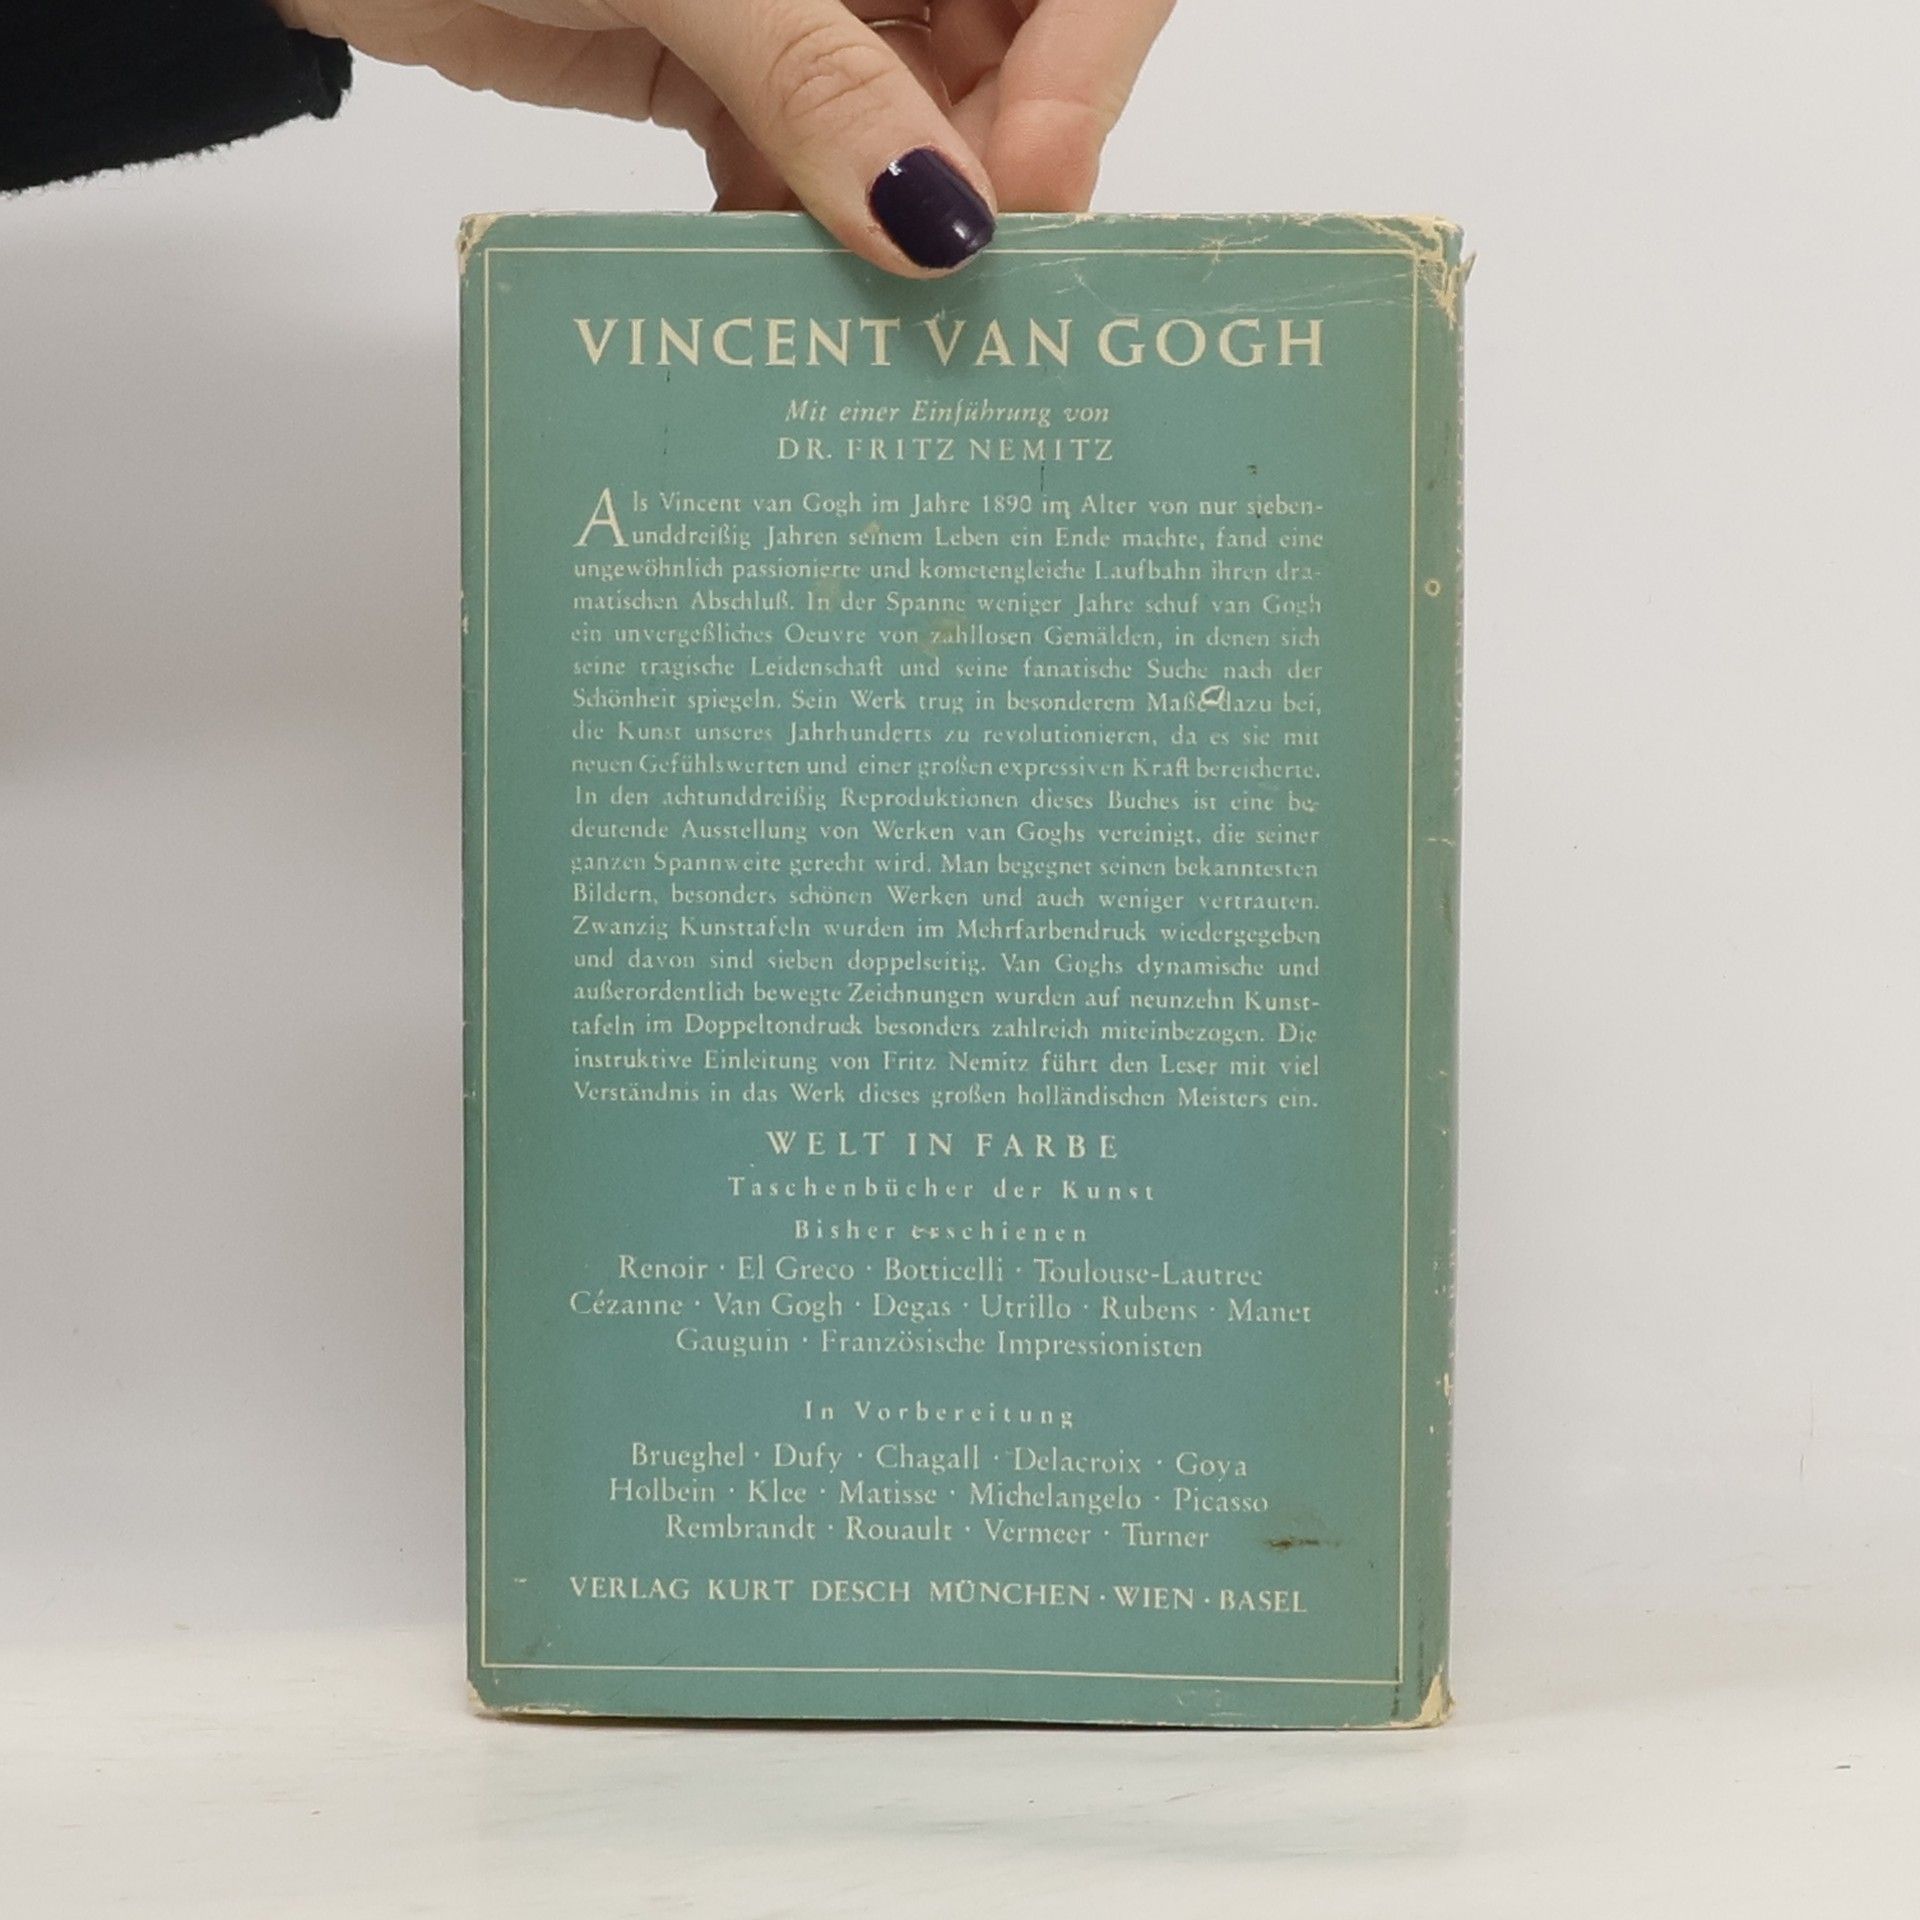 VINCENT VAN GOGH
Mit einer Einführung von
DR. FRITZ NEMITZ
Als Vincent van Gogh im Jahre 1890 im Alter von nur sieben-
unddreißig Jahren seinem Leben ein Ende machte, fand eine
ungewöhnlich passionierte und kometengleiche Laufbahn ihren dra-
matischen Abschluß. In der Spanne weniger Jahre schuf van Gogh
ein unvergeßliches Oeuvre von zahllosen Gemälden, in denen sich
seine tragische Leidenschaft und seine fanatische Suche nach der
Schönheit spiegeln. Sein Werk trug in besonderem Maße dazu bei,
die Kunst unseres Jahrhunderts zu revolutionieren, da es sie mit
neuen Gefühlswerten und einer großen expressiven Kraft bereicherte.
In den achtunddreißig Reproduktionen dieses Buches ist eine be-
deutende Ausstellung von Werken van Goghs vereinigt, die seiner
ganzen Spannweite gerecht wird. Man begegnet seinen bekanntesten
Bildern, besonders schönen Werken und auch weniger vertrauten.
Zwanzig Kunsttafeln wurden im Mehrfarbendruck wiedergegeben
und davon sind sieben doppelseitig. Van Goghs dynamische und
außerordentlich bewegte Zeichnungen wurden auf neunzehn Kunst-
tafeln im Doppeltondruck besonders zahlreich miteinbezogen. Die
instruktive Einleitung von Fritz Nemitz führt den Leser mit viel
Verständnis in das Werk dieses großen holländischen Meisters ein.
WELT IN FARBE
Taschenbücher der Kunst
Bisher erschienen
Renoir · El Greco · Botticelli · Toulouse-Lautrec
Cézanne · Van Gogh · Degas · Utrillo · Rubens · Manet
Gauguin · Französische Impressionisten
In Vorbereitung
Brueghel · Dufy · Chagall · Delacroix · Goya
Holbein · Klee · Matisse · Michelangelo · Picasso
Rembrandt · Rouault · Vermeer · Turner
VERLAG KURT DESCH MÜNCHEN · WIEN · BASEL